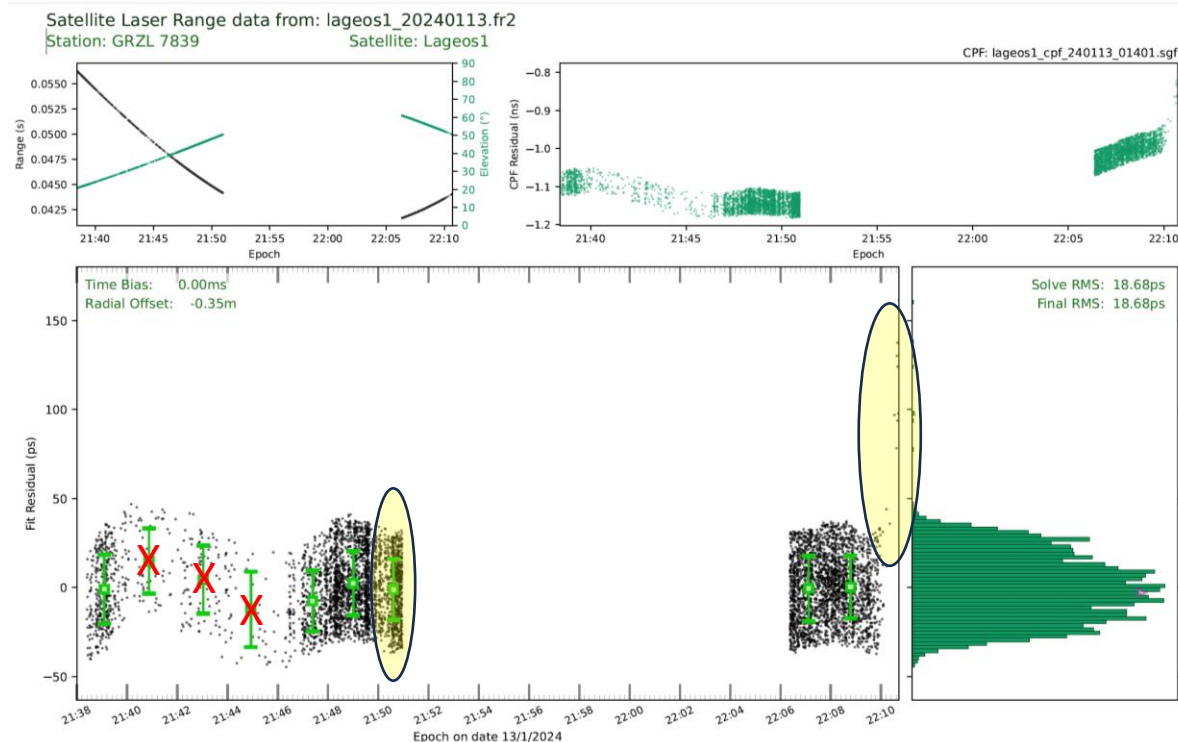 Satellite Laser Range data from: lageos1_20240113.fr2
Station: GRZL 7839 Satellite: Lageos1
CPF: lageos1_cpf_240113_01401.sgf
Range (s)
0.0550
0.0525
0.0500
0.0475
0.0450
0.0425
90
80
70
60
50
40
30
20
10
0
Elevation (°)
21:40 21:45 21:50 21:55 22:00 22:05 22:10
Epoch
CPF Residual (ns)
−0.8
−0.9
−1.0
−1.1
−1.2
21:40 21:45 21:50 21:55 22:00 22:05 22:10
Epoch
Time Bias: 0.00ms
Radial Offset: -0.35m
Fit Residual (ps)
150
100
50
0
−50
X X X
21:38 21:40 21:42 21:44 21:46 21:48 21:50 21:52 21:54 21:56 21:58 22:00 22:02 22:04 22:06 22:08 22:10
Epoch on date 13/1/2024
Solve RMS: 18.68ps
Final RMS: 18.68ps